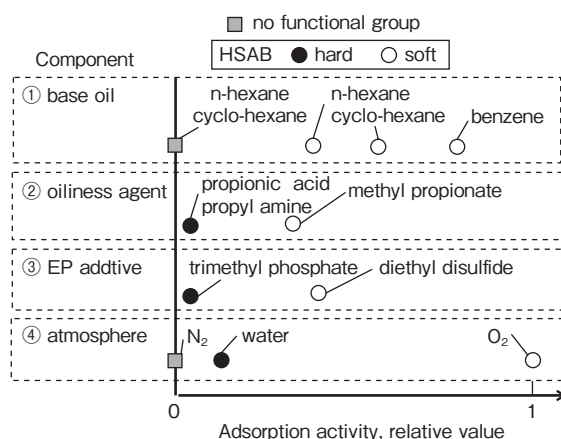 no functional group
HSAB hard soft
Component
① base oil
n-hexane
cyclo-hexane
n-hexane
cyclo-hexane
benzene
② oiliness agent
propionic acid
propyl amine
methyl propionate
③ EP addtive
trimethyl phosphate
diethyl disulfide
④ atmosphere
N2
water
O2
0 1
Adsorption activity, relative value